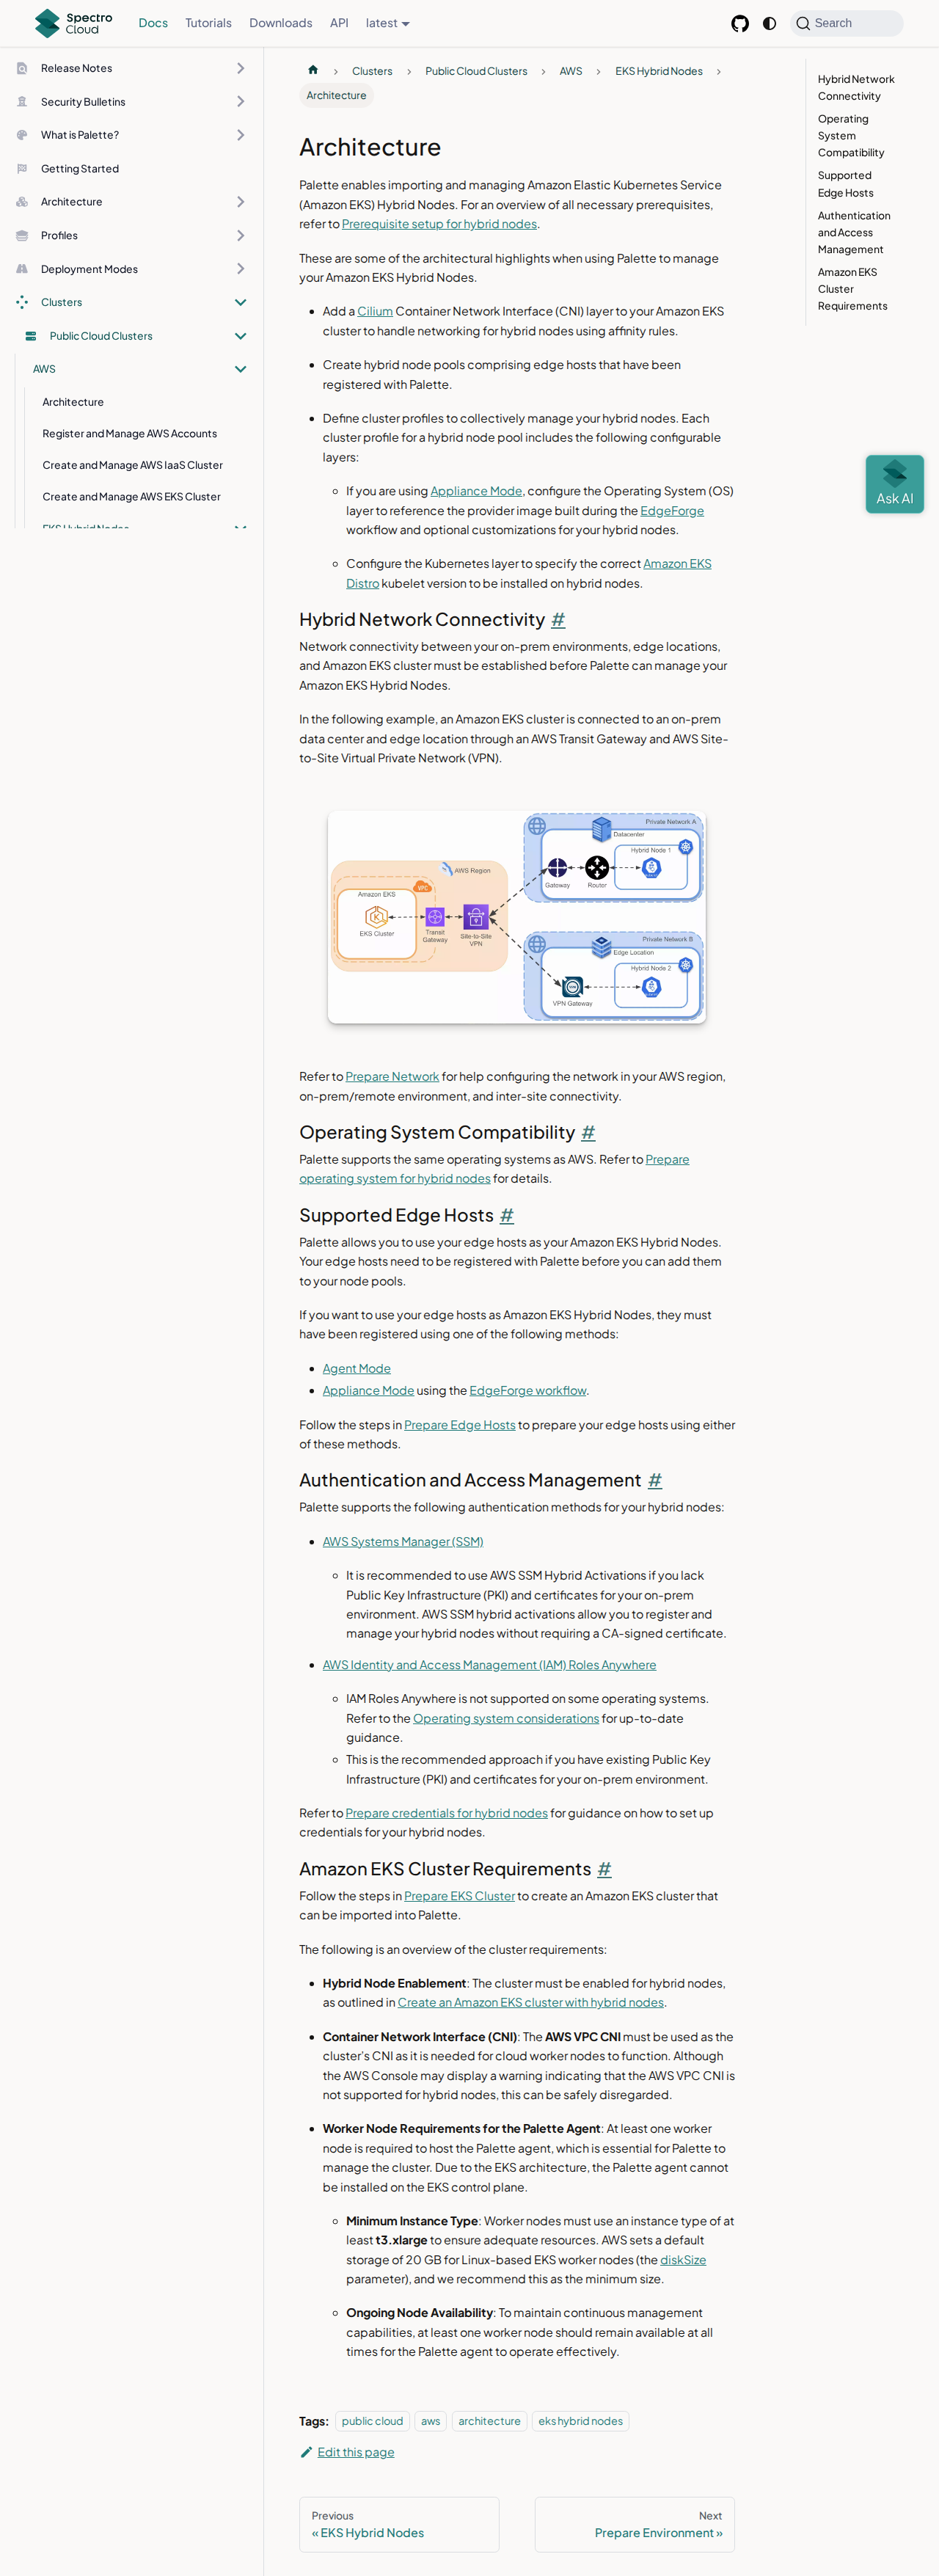 Spectro
Cloud
Docs
Tutorials
Downloads
API
latest
Search
Release Notes
Security Bulletins
What is Palette?
Getting Started
Architecture
Profiles
Deployment Modes
Clusters
Public Cloud Clusters
AWS
Architecture
Register and Manage AWS Accounts
Create and Manage AWS IaaS Cluster
Create and Manage AWS EKS Cluster
EKS Hybrid Nodes
Clusters
Public Cloud Clusters
AWS
EKS Hybrid Nodes
Architecture
Architecture
Palette enables importing and managing Amazon Elastic Kubernetes Service
(Amazon EKS) Hybrid Nodes. For an overview of all necessary prerequisites,
refer to Prerequisite setup for hybrid nodes.
These are some of the architectural highlights when using Palette to manage
your Amazon EKS Hybrid Nodes.
• Add a Cilium Container Network Interface (CNI) layer to your Amazon EKS
cluster to handle networking for hybrid nodes using affinity rules.
• Create hybrid node pools comprising edge hosts that have been
registered with Palette.
• Define cluster profiles to collectively manage your hybrid nodes. Each
cluster profile for a hybrid node pool includes the following configurable
layers:
◦ If you are using Appliance Mode, configure the Operating System (OS)
layer to reference the provider image built during the EdgeForge
workflow and optional customizations for your hybrid nodes.
◦ Configure the Kubernetes layer to specify the correct Amazon EKS
Distro kubelet version to be installed on hybrid nodes.
Hybrid Network Connectivity #
Network connectivity between your on-prem environments, edge locations,
and Amazon EKS cluster must be established before Palette can manage your
Amazon EKS Hybrid Nodes.
In the following example, an Amazon EKS cluster is connected to an on-prem
data center and edge location through an AWS Transit Gateway and AWS Site-
to-Site Virtual Private Network (VPN).
AWS Region
VPC
Amazon EKS
EKS Cluster
Transit
Gateway
Site-to-Site
VPN
Private Network A
Datacenter
Hybrid Node 1
Gateway
Router
Private Network B
Edge Location
Hybrid Node 2
VPN Gateway
Refer to Prepare Network for help configuring the network in your AWS region,
on-prem/remote environment, and inter-site connectivity.
Operating System Compatibility #
Palette supports the same operating systems as AWS. Refer to Prepare
operating system for hybrid nodes for details.
Supported Edge Hosts #
Palette allows you to use your edge hosts as your Amazon EKS Hybrid Nodes.
Your edge hosts need to be registered with Palette before you can add them
to your node pools.
If you want to use your edge hosts as Amazon EKS Hybrid Nodes, they must
have been registered using one of the following methods:
• Agent Mode
• Appliance Mode using the EdgeForge workflow.
Follow the steps in Prepare Edge Hosts to prepare your edge hosts using either
of these methods.
Authentication and Access Management #
Palette supports the following authentication methods for your hybrid nodes:
• AWS Systems Manager (SSM)
◦ It is recommended to use AWS SSM Hybrid Activations if you lack
Public Key Infrastructure (PKI) and certificates for your on-prem
environment. AWS SSM hybrid activations allow you to register and
manage your hybrid nodes without requiring a CA-signed certificate.
• AWS Identity and Access Management (IAM) Roles Anywhere
◦ IAM Roles Anywhere is not supported on some operating systems.
Refer to the Operating system considerations for up-to-date
guidance.
◦ This is the recommended approach if you have existing Public Key
Infrastructure (PKI) and certificates for your on-prem environment.
Refer to Prepare credentials for hybrid nodes for guidance on how to set up
credentials for your hybrid nodes.
Amazon EKS Cluster Requirements #
Follow the steps in Prepare EKS Cluster to create an Amazon EKS cluster that
can be imported into Palette.
The following is an overview of the cluster requirements:
• Hybrid Node Enablement: The cluster must be enabled for hybrid nodes,
as outlined in Create an Amazon EKS cluster with hybrid nodes.
• Container Network Interface (CNI): The AWS VPC CNI must be used as the
cluster's CNI as it is needed for cloud worker nodes to function. Although
the AWS Console may display a warning indicating that the AWS VPC CNI is
not supported for hybrid nodes, this can be safely disregarded.
• Worker Node Requirements for the Palette Agent: At least one worker
node is required to host the Palette agent, which is essential for Palette to
manage the cluster. Due to the EKS architecture, the Palette agent cannot
be installed on the EKS control plane.
◦ Minimum Instance Type: Worker nodes must use an instance type of at
least t3.xlarge to ensure adequate resources. AWS sets a default
storage of 20 GB for Linux-based EKS worker nodes (the diskSize
parameter), and we recommend this as the minimum size.
◦ Ongoing Node Availability: To maintain continuous management
capabilities, at least one worker node should remain available at all
times for the Palette agent to operate effectively.
Tags: public cloud aws architecture eks hybrid nodes
Edit this page
Previous
« EKS Hybrid Nodes
Next
Prepare Environment »
Hybrid Network
Connectivity
Operating
System
Compatibility
Supported
Edge Hosts
Authentication
and Access
Management
Amazon EKS
Cluster
Requirements
Ask AI